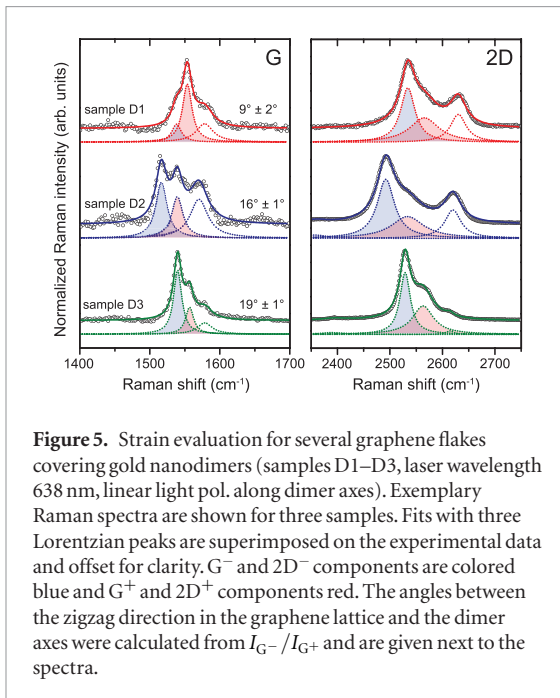 G
2D
sample D1
9° ± 2°
sample D2
16° ± 1°
sample D3
19° ± 1°
Normalized Raman intensity (arb. units)
1400 1500 1600 1700
2400 2500 2600 2700
Raman shift (cm⁻¹)
Raman shift (cm⁻¹)
Figure 5. Strain evaluation for several graphene flakes
covering gold nanodimers (samples D1–D3, laser wavelength
638 nm, linear light pol. along dimer axes). Exemplary
Raman spectra are shown for three samples. Fits with three
Lorentzian peaks are superimposed on the experimental data
and offset for clarity. G⁻ and 2D⁻ components are colored
blue and G⁺ and 2D⁺ components red. The angles between
the zigzag direction in the graphene lattice and the dimer
axes were calculated from I_G−/I_G+ and are given next to the
spectra.